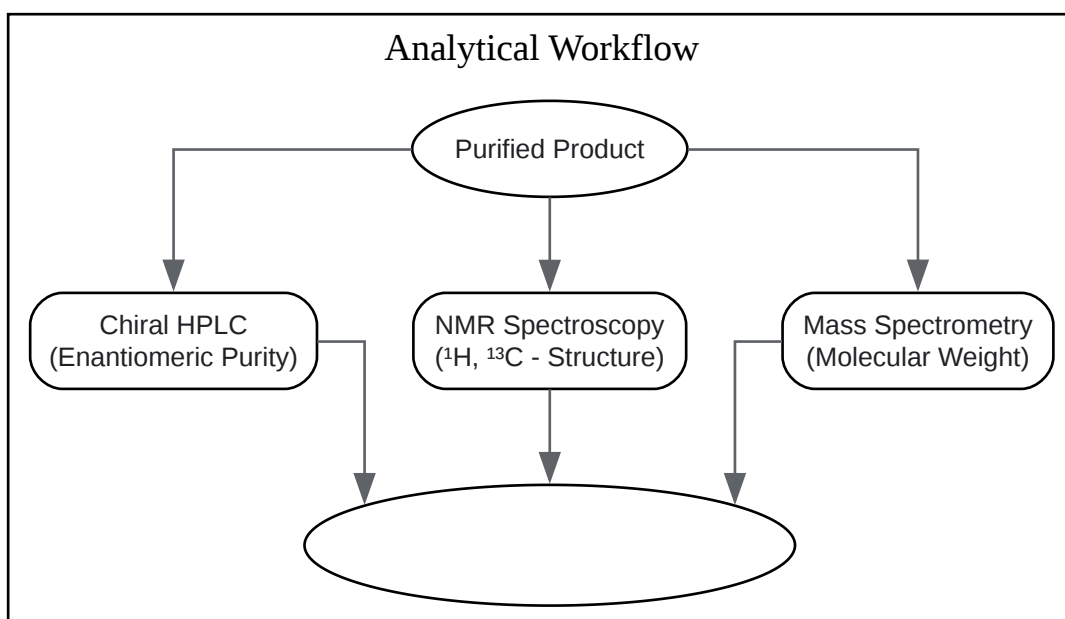 Analytical Workflow
Purified Product
Chiral HPLC
(Enantiomeric Purity)
NMR Spectroscopy
(¹H, ¹³C - Structure)
Mass Spectrometry
(Molecular Weight)